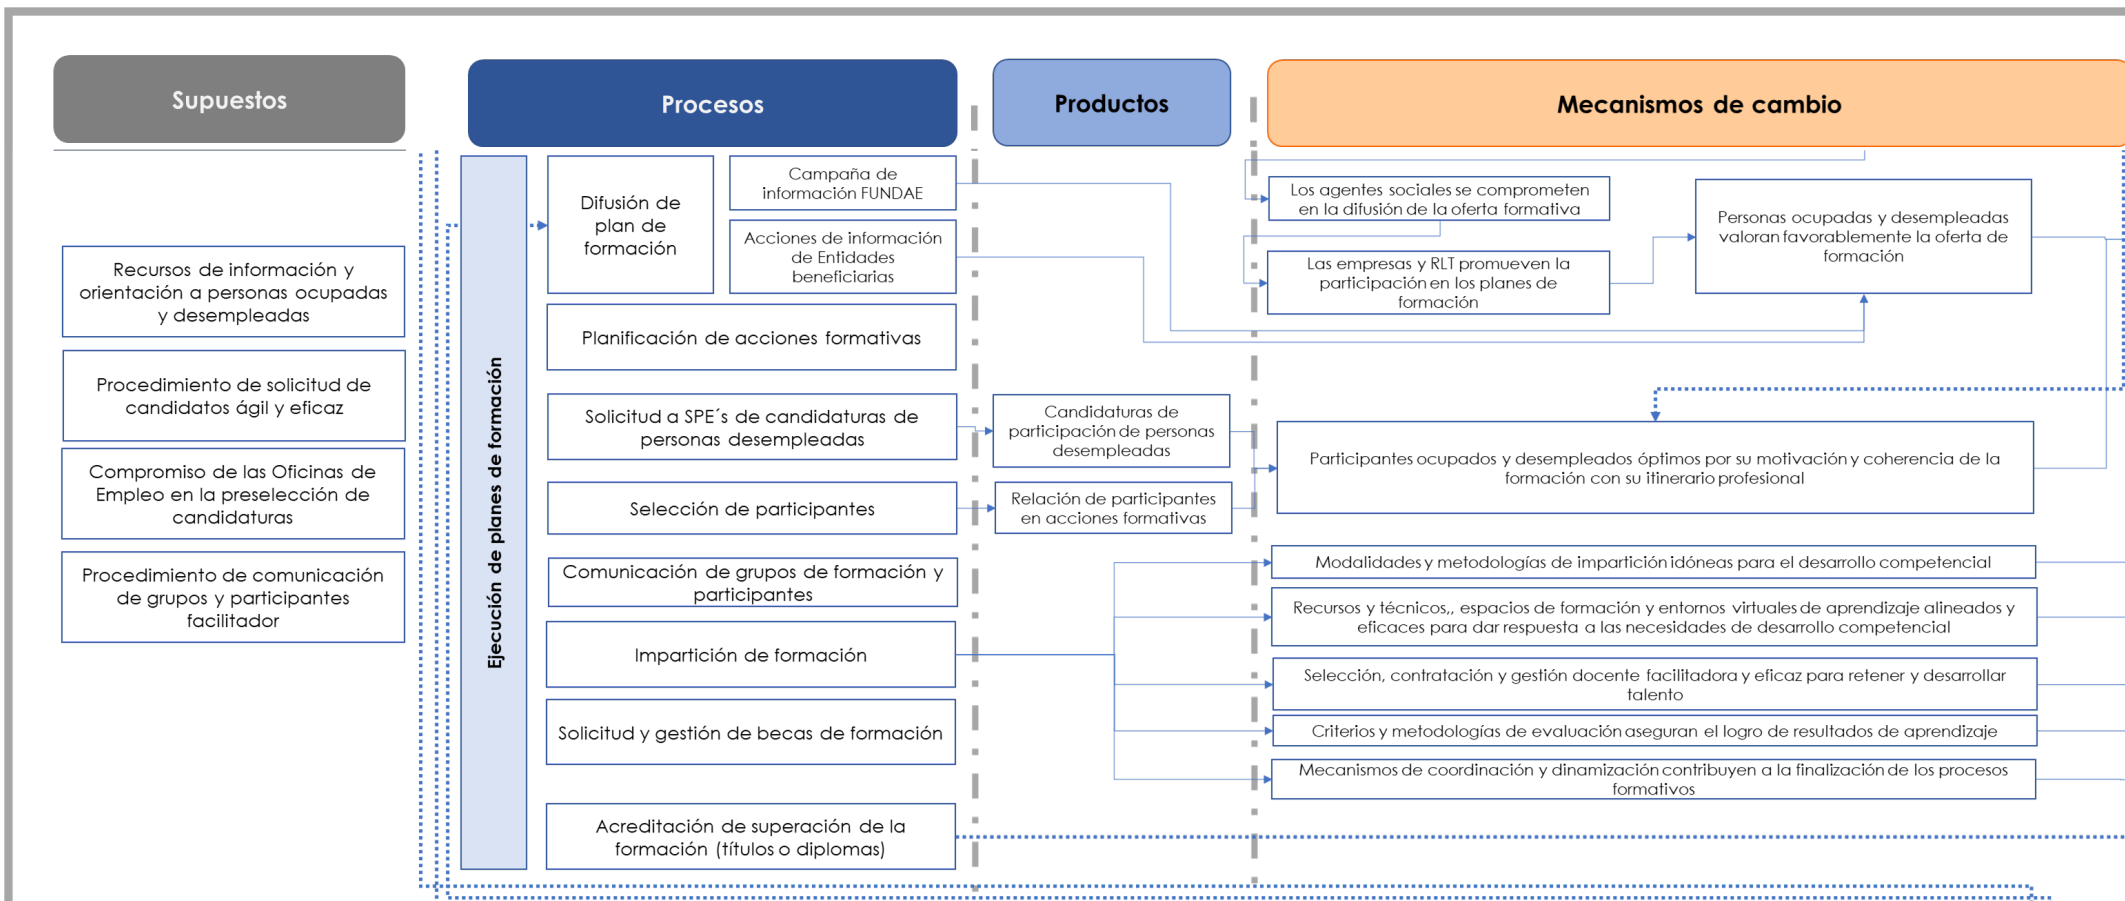 Supuestos
Procesos
Productos
Mecanismos de cambio
Recursos de información y
orientación a personas ocupadas
y desempleadas
Procedimiento de solicitud de
candidatos ágil y eficaz
Compromiso de las Oficinas de
Empleo en la preselección de
candidaturas
Procedimiento de comunicación
de grupos y participantes
facilitador
Ejecución de planes de formación
Difusión de
plan de
formación
Campaña de
información FUNDAE
Acciones de información
de Entidades
beneficiarias
Planificación de acciones formativas
Solicitud a SPE´s de candidaturas de
personas desempleadas
Selección de participantes
Comunicación de grupos de formación y
participantes
Impartición de formación
Solicitud y gestión de becas de formación
Acreditación de superación de la
formación (títulos o diplomas)
Candidaturas de
participación de personas
desempleadas
Relación de participantes
en acciones formativas
Los agentes sociales se comprometen
en la difusión de la oferta formativa
Las empresas y RLT promueven la
participación en los planes de
formación
Personas ocupadas y desempleadas
valoran favorablemente la oferta de
formación
Participantes ocupados y desempleados óptimos por su motivación y coherencia de la
formación con su itinerario profesional
Modalidades y metodologías de impartición idóneas para el desarrollo competencial
Recursos y técnicos,, espacios de formación y entornos virtuales de aprendizaje alineados y
eficaces para dar respuesta a las necesidades de desarrollo competencial
Selección, contratación y gestión docente facilitadora y eficaz para retener y desarrollar
talento
Criterios y metodologías de evaluación aseguran el logro de resultados de aprendizaje
Mecanismos de coordinación y dinamización contribuyen a la finalización de los procesos
formativos